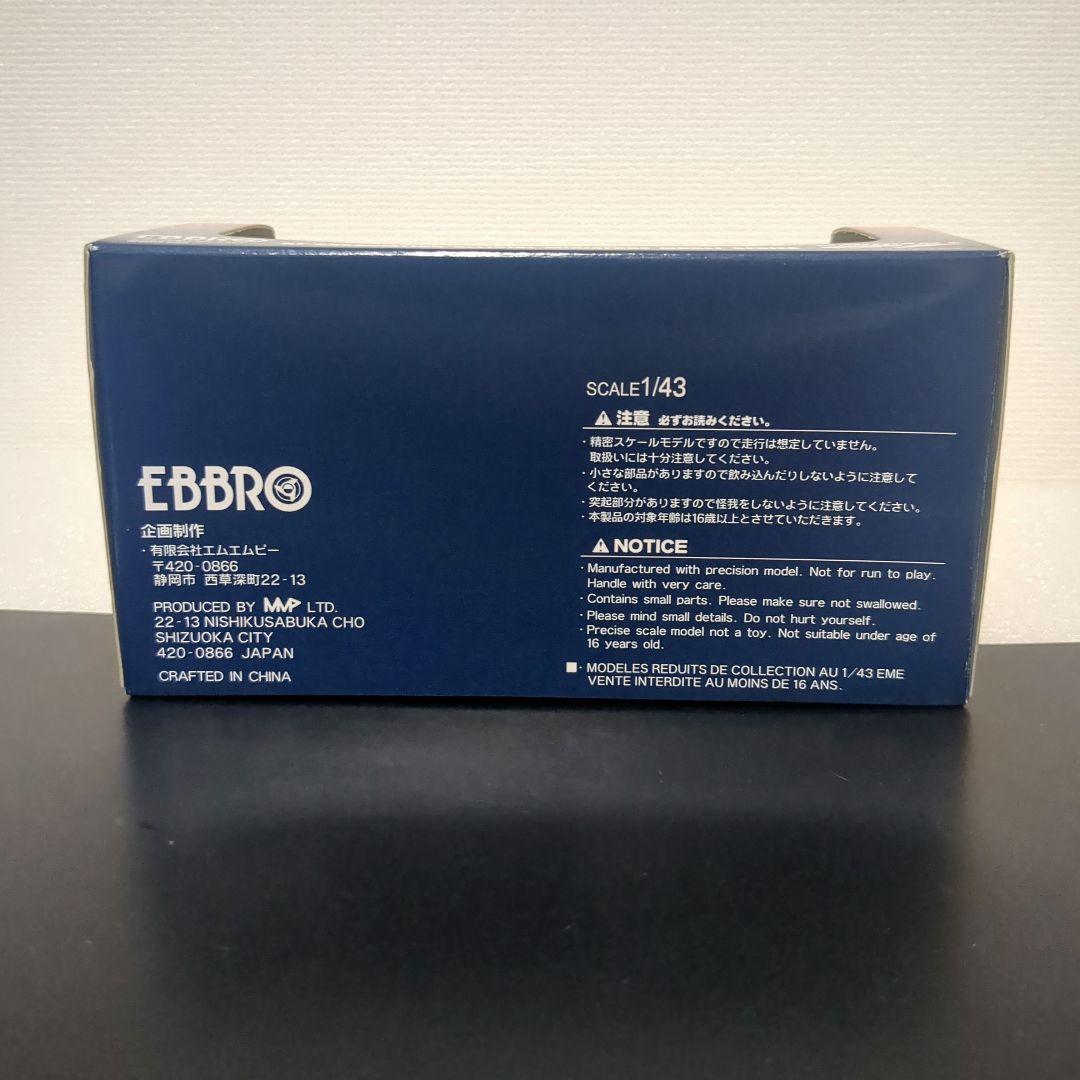 EBBRO
SCALE1/43
⚠注意 必ずお読みください。
・精密スケールモデルですので走行は想定していません。
取扱いには十分注意してください。
・小さな部品がありますので飲み込んだりしないように注意して
ください。
・突起部分がありますので怪我をしないように注意してください。
・本製品の対象年齢は16歳以上とさせていただきます。
⚠NOTICE
・Manufactured with precision model. Not for run to play.
Handle with very care.
・Contains small parts. Please make sure not swallowed.
・Please mind small details. Do not hurt yourself.
・Precise scale model not a toy. Not suitable under age of
16 years old.
■・MODELES REDUITS DE COLLECTION AU 1/43 EME
VENTE INTERDITE AU MOINS DE 16 ANS.
EBBRO
企画制作
・有限会社エムエムピー
〒420-0866
静岡市 西草深町22-13
PRODUCED BY MMP LTD.
22-13 NISHIKUSABUKA CHO
SHIZUOKA CITY
420-0866 JAPAN
CRAFTED IN CHINA